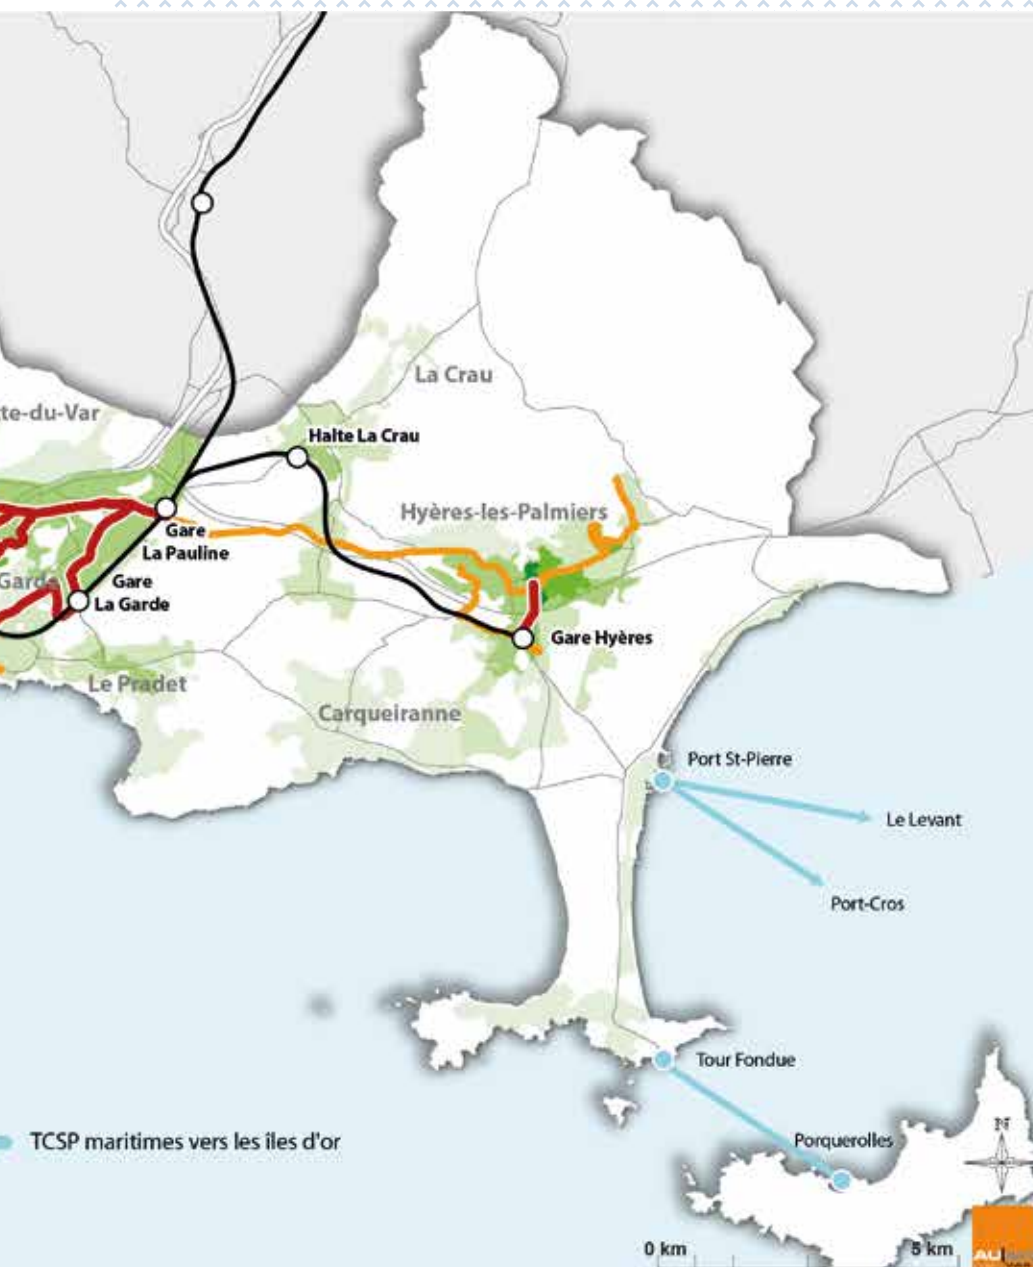 La Crau
te-du-Var
Halte La Crau
Hyères-les-Palmiers
Gare
La Pauline
Garde
Gare
La Garde
Gare Hyères
Le Pradet
Carqueiranne
Port St-Pierre
Le Levant
Port-Cros
Tour Fondue
TCSP maritimes vers les îles d'or
Porquerolles
N
0 km
5 km
AU